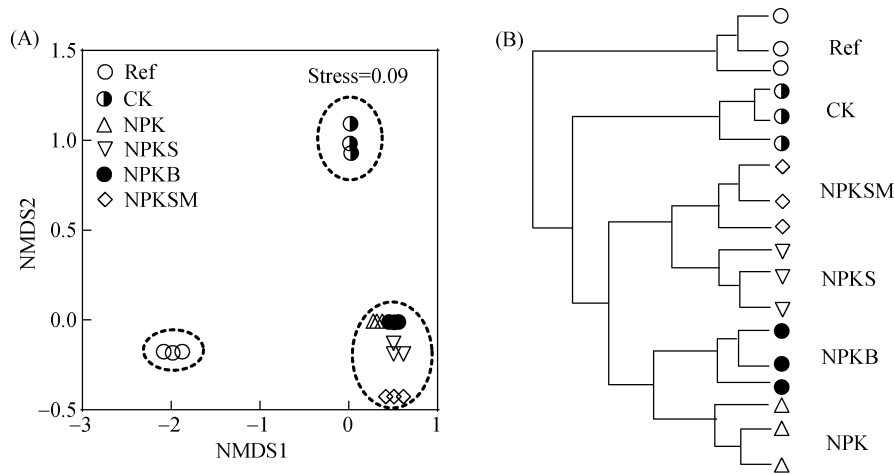 (A)
1.5
1.0
0.5
0.0
−0.5
−3
−2
−1
0
1
NMDS2
NMDS1
Ref
CK
NPK
NPKS
NPKB
NPKSM
Stress=0.09
(B)
Ref
CK
NPKSM
NPKS
NPKB
NPK